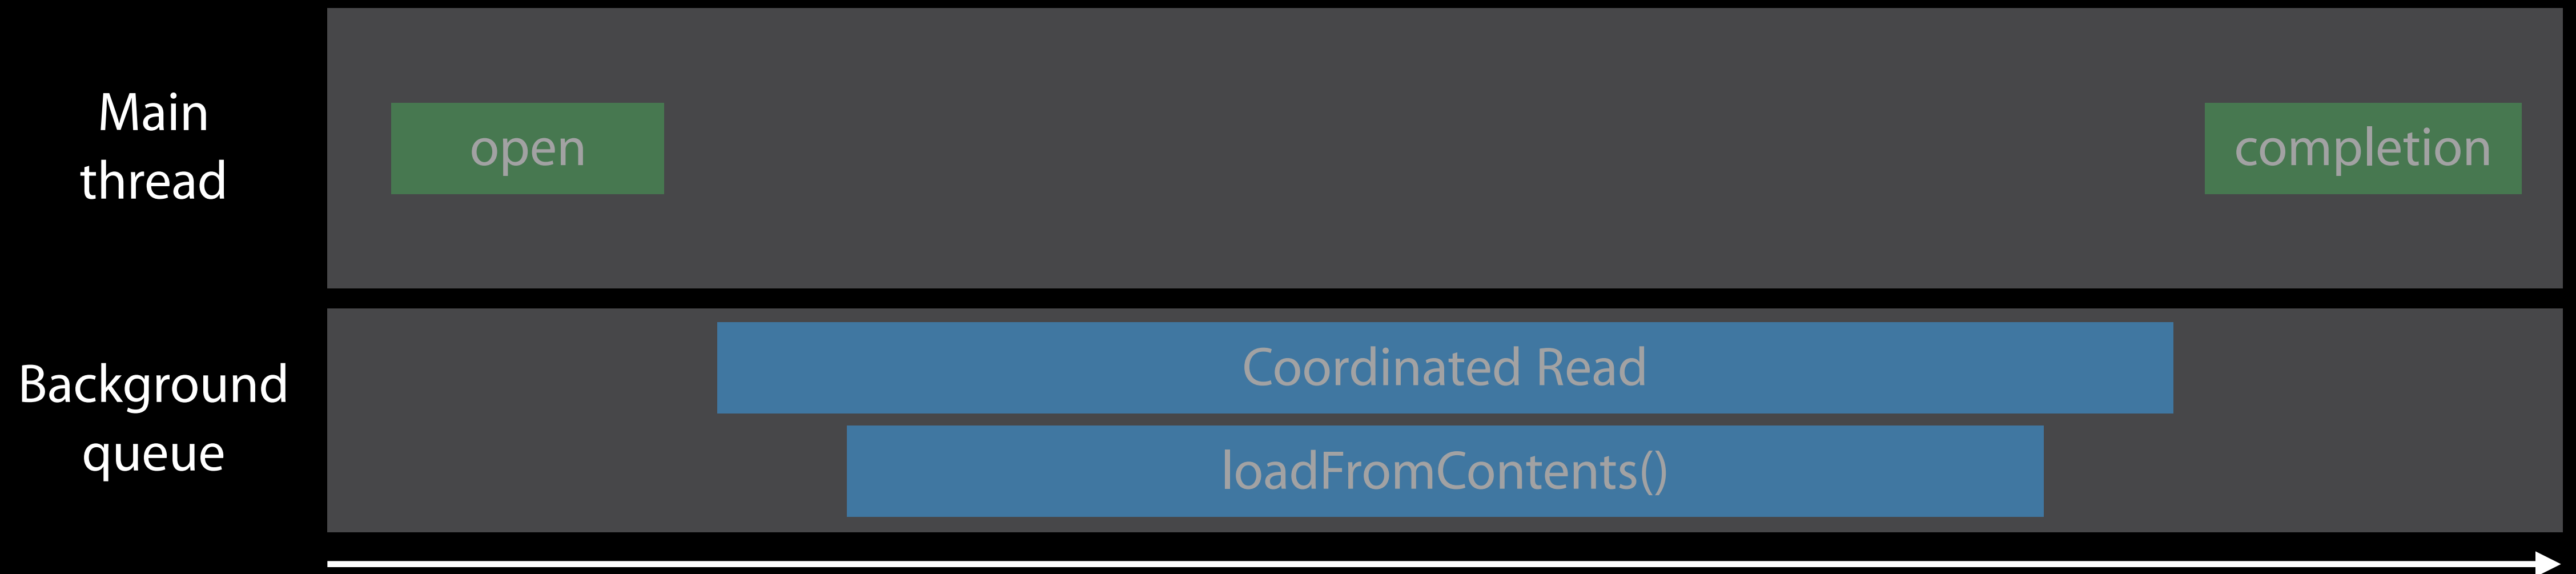 Main
thread
open
completion
Background
queue
Coordinated Read
loadFromContents()